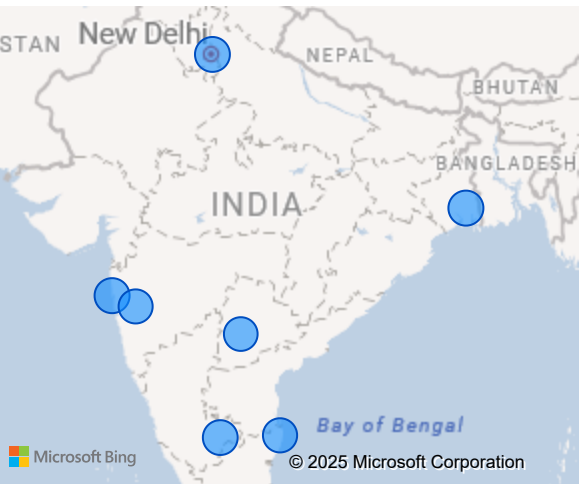 New Delhi
STAN
NEPAL
BHUTAN
BANGLADESH
INDIA
Bay of Bengal
Microsoft Bing
© 2025 Microsoft Corporation